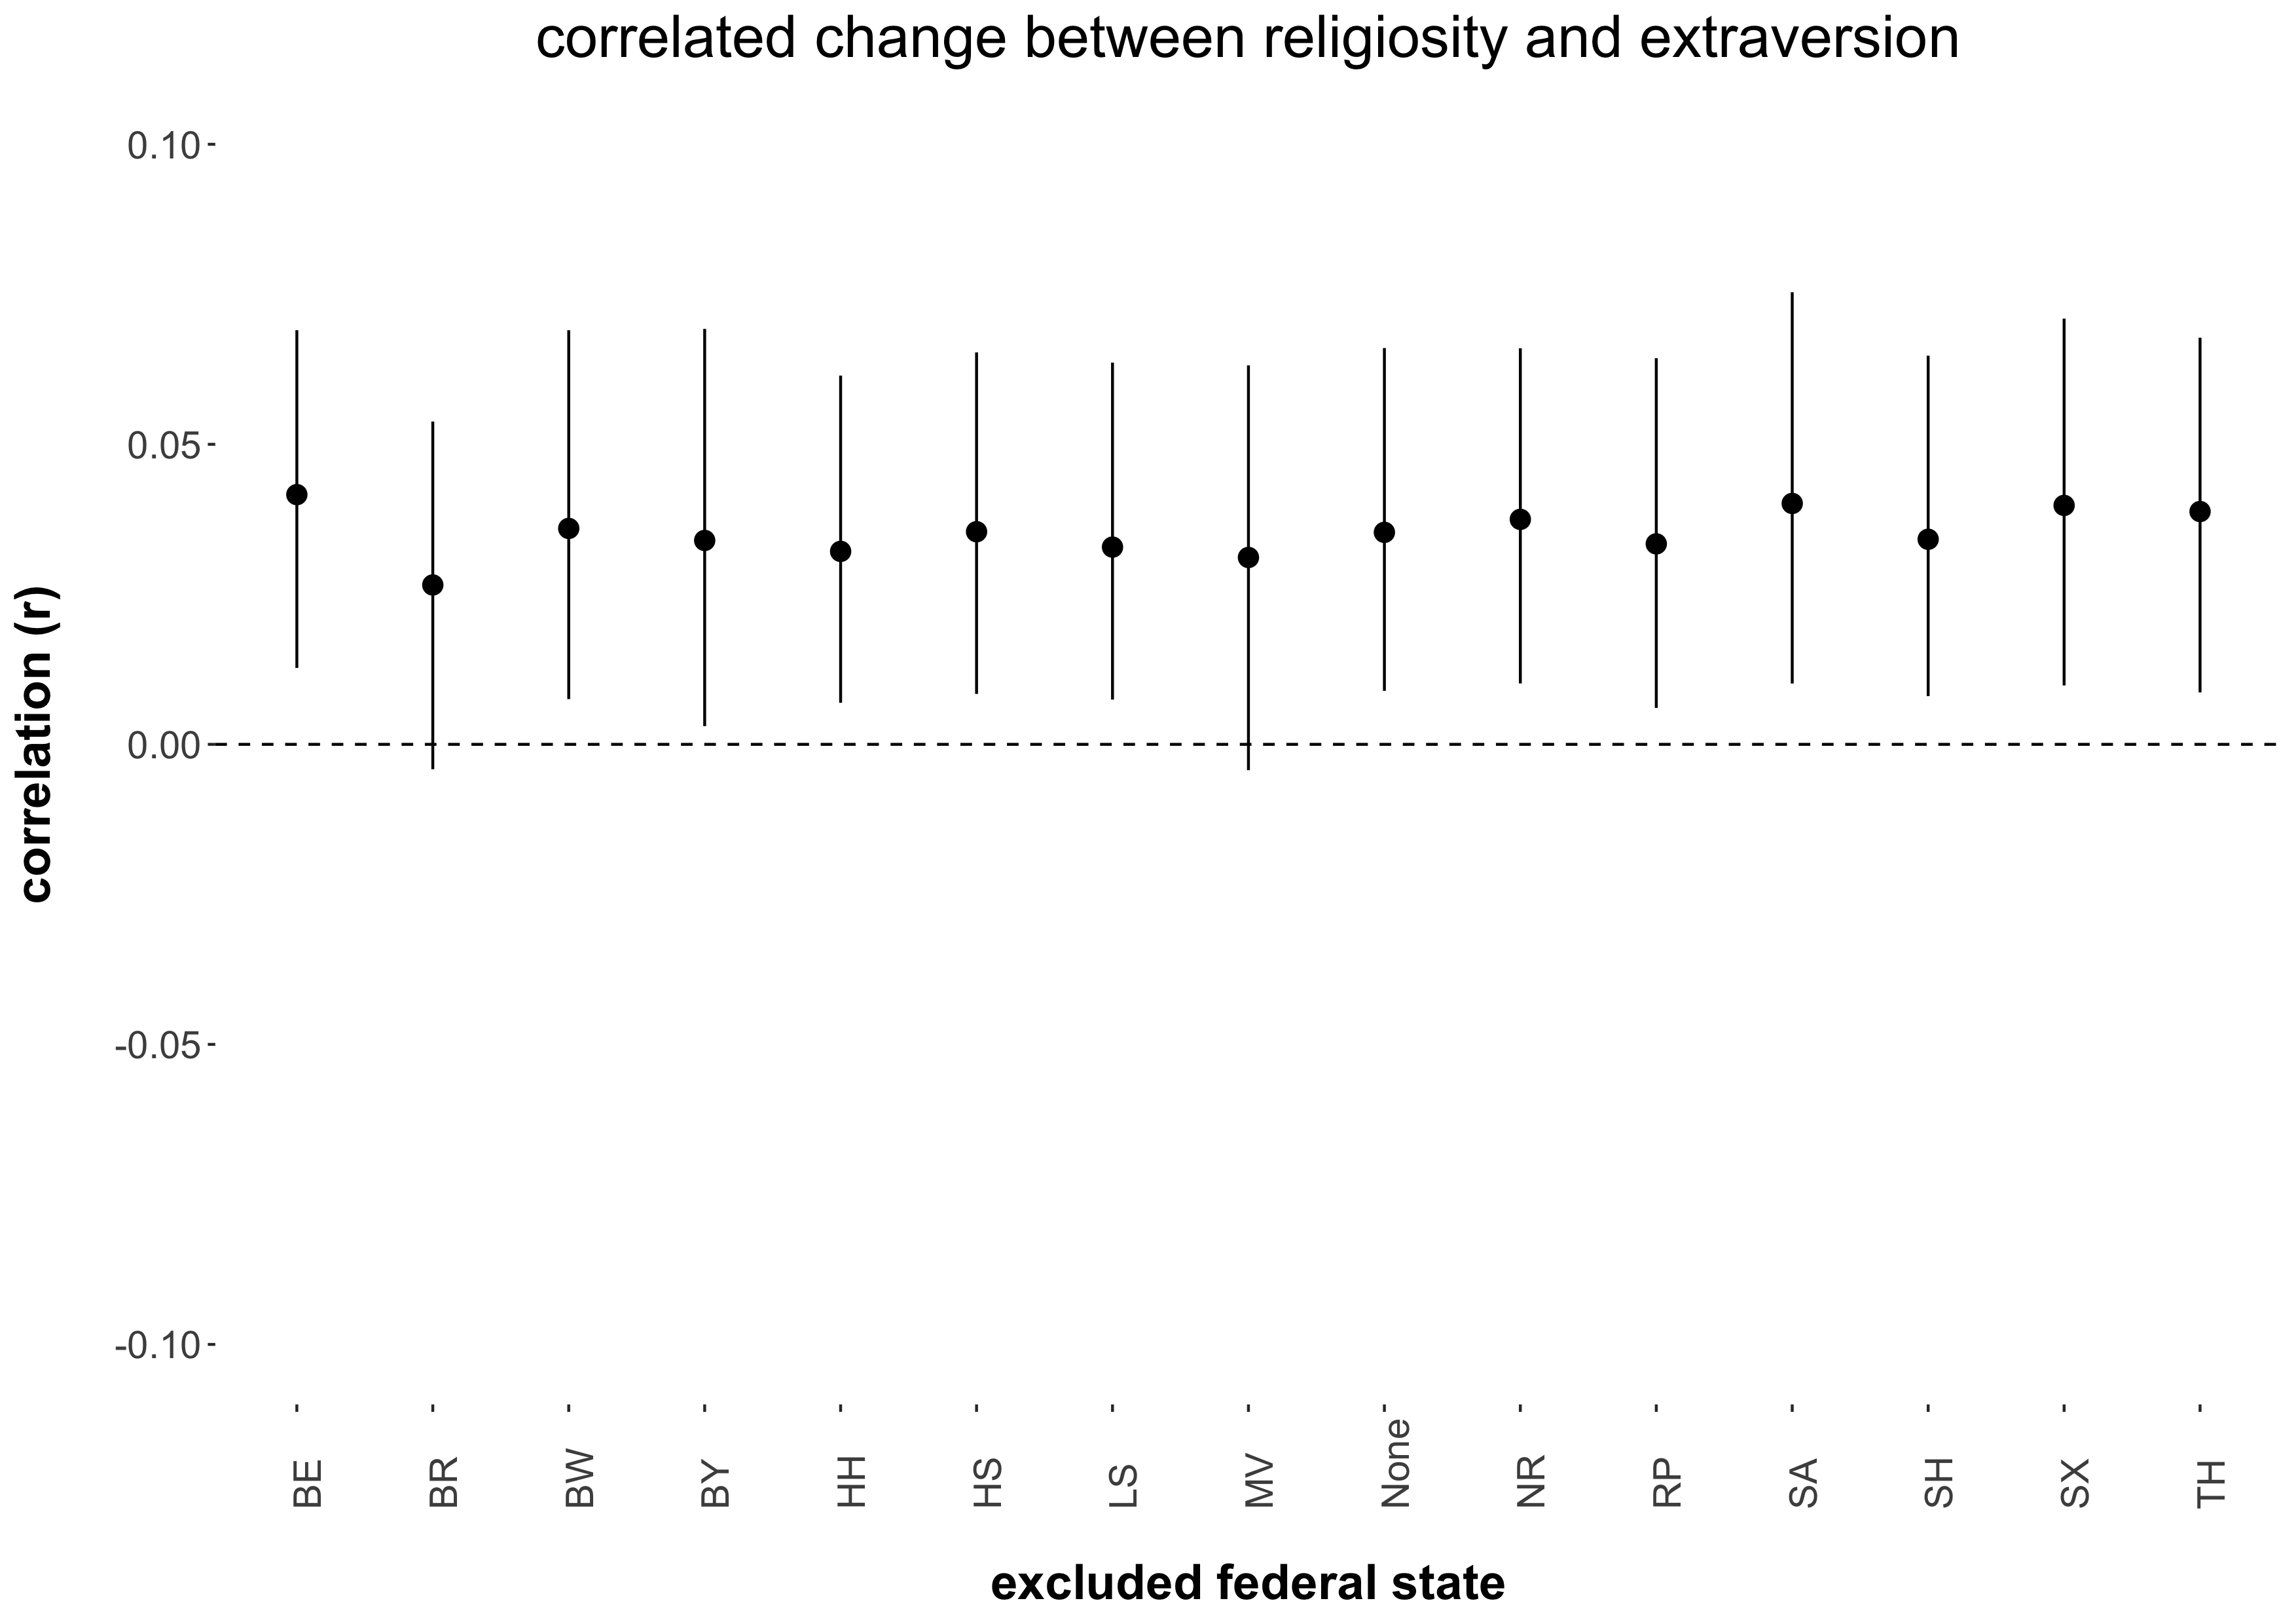 correlated change between religiosity and extraversion
0.10
0.05
0.00
-0.05
-0.10
correlation (r)
BE
BR
BW
BY
HH
HS
LS
MV
None
NR
RP
SA
SH
SX
TH
excluded federal state